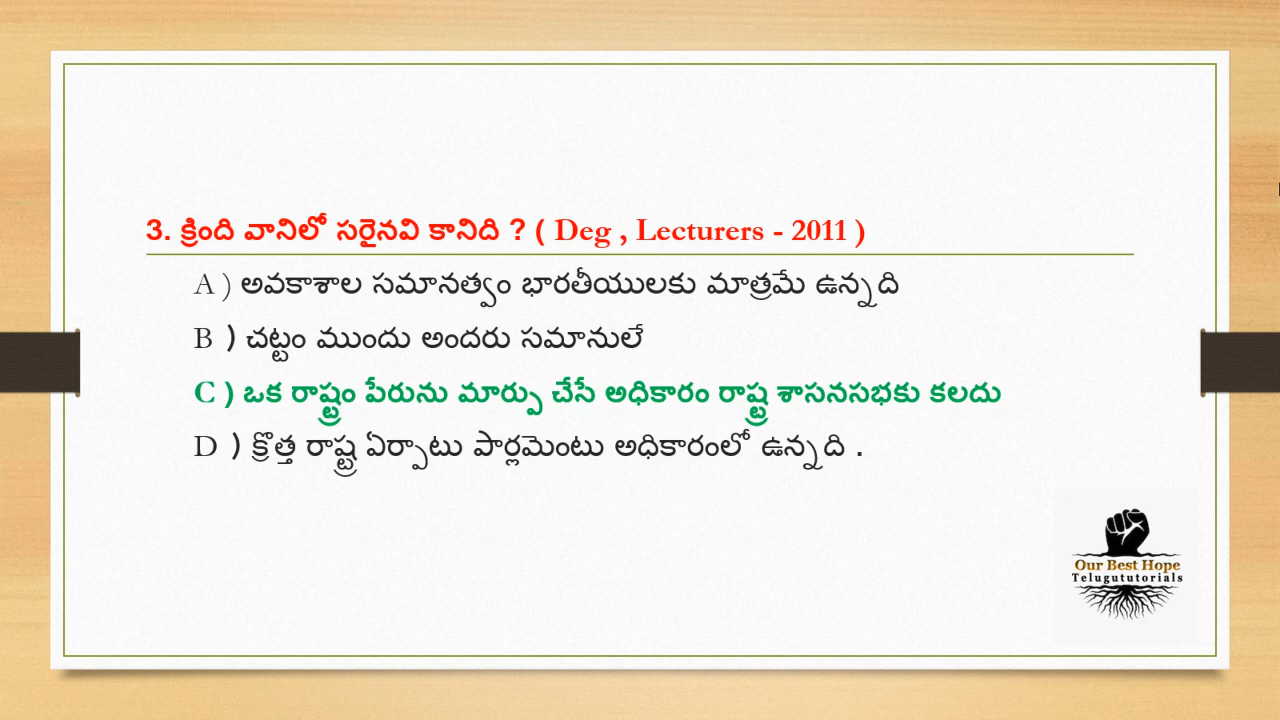 3. క్రింది వానిలో సరైనవి కానిది ? ( Deg , Lecturers - 2011 )
A ) అవకాశాల సమానత్వం భారతీయులకు మాత్రమే ఉన్నది
B ) చట్టం ముందు అందరు సమానులే
C ) ఒక రాష్ట్రం పేరును మార్పు చేసే అధికారం రాష్ట్ర శాసనసభకు కలదు
D ) క్రొత్త రాష్ట్ర ఏర్పాటు పార్లమెంటు అధికారంలో ఉన్నది .
Our Best Hope
Telugututorials